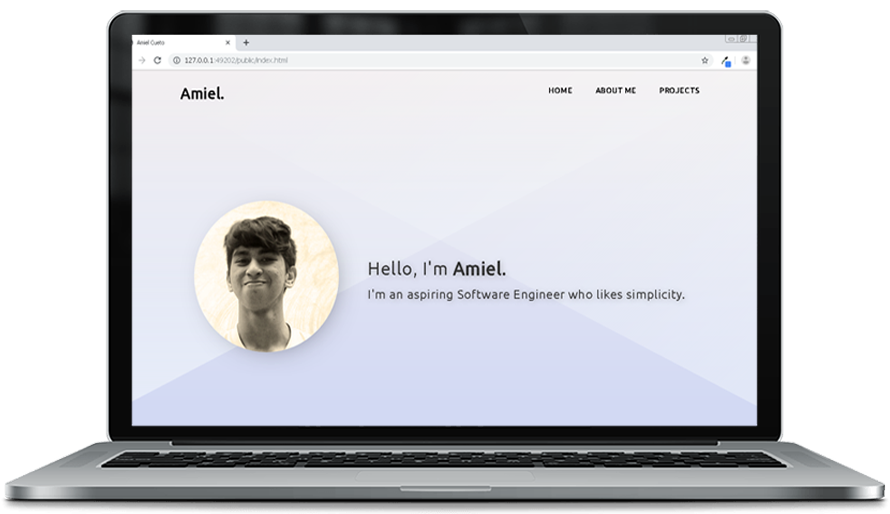 Amiel Cueto
127.0.0.1:49202/public/index.html
Amiel.
HOME ABOUT ME PROJECTS
Hello, I'm Amiel.
I'm an aspiring Software Engineer who likes simplicity.